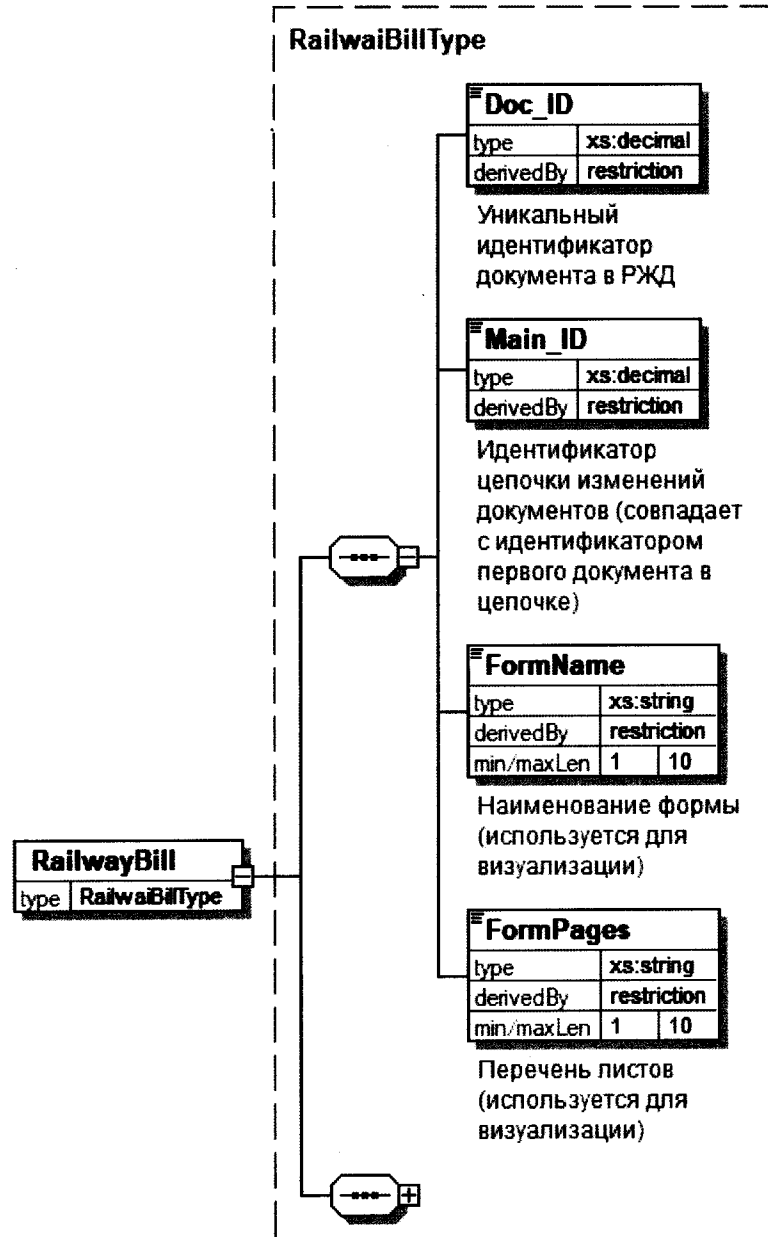 RailwaiBillType
Doc_ID
type xs:decimal
derivedBy restriction
Уникальный
идентификатор
документа в РЖД
Main_ID
type xs:decimal
derivedBy restriction
Идентификатор
цепочки изменений
документов (совпадает
с идентификатором
первого документа в
цепочке)
FormName
type xs:string
derivedBy restriction
min/maxLen 1 10
Наименование формы
(используется для
визуализации)
RailwayBill
type RailwaiBillType
FormPages
type xs:string
derivedBy restriction
min/maxLen 1 10
Перечень листов
(используется для
визуализации)